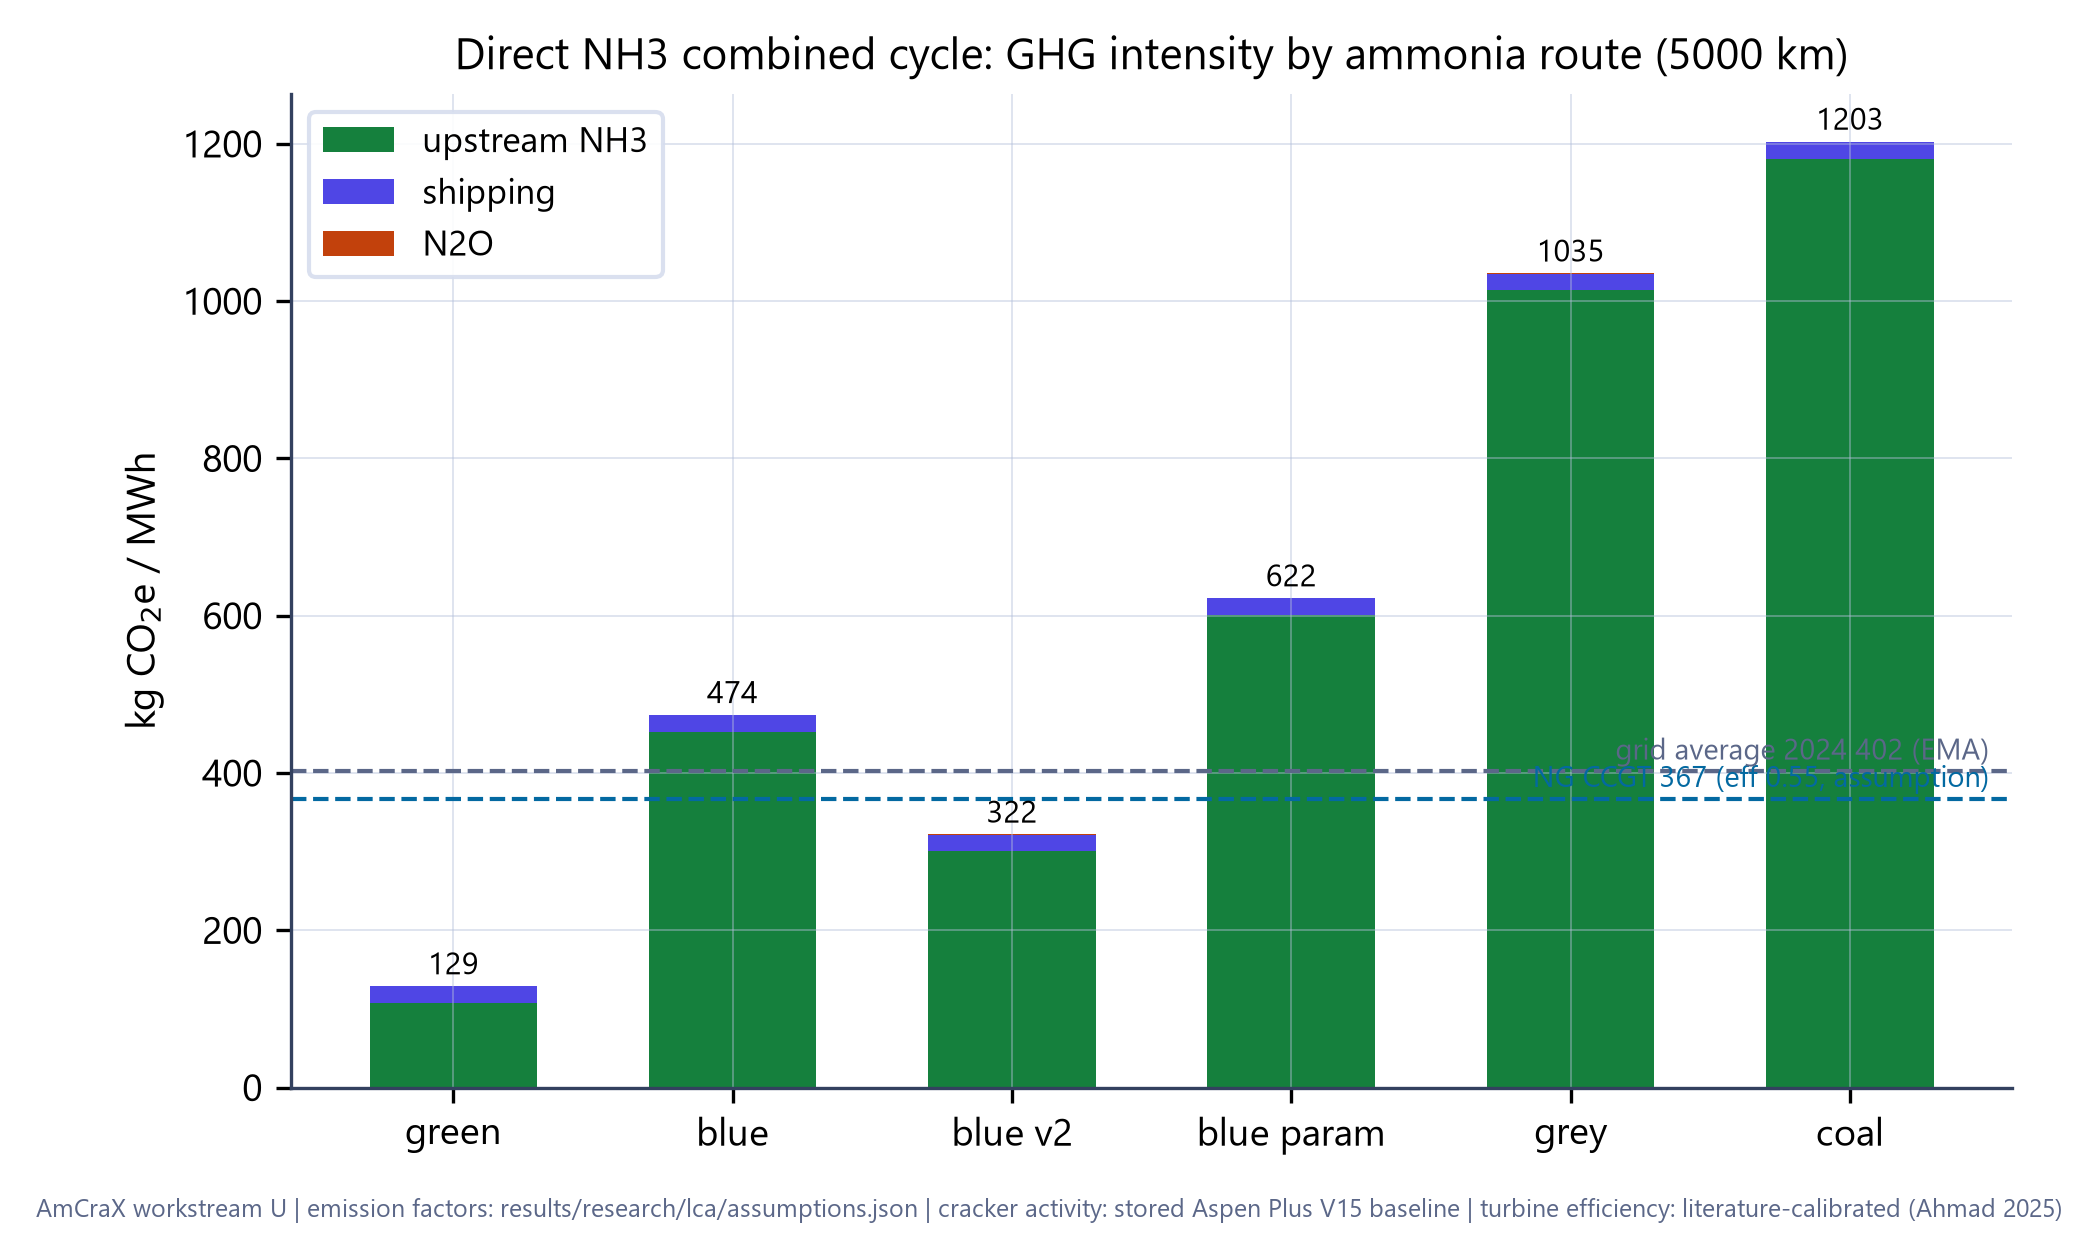 Direct NH3 combined cycle: GHG intensity by ammonia route (5000 km)
upstream NH3
shipping
N2O
kg CO₂e / MWh
1200
1000
800
600
400
200
0
129
474
322
622
1035
1203
grid average 2024 402 (EMA)
NG CCGT 367 (eff 0.55, assumption)
green
blue
blue v2
blue param
grey
coal
AmCraX workstream U | emission factors: results/research/lca/assumptions.json | cracker activity: stored Aspen Plus V15 baseline | turbine efficiency: literature-calibrated (Ahmad 2025)